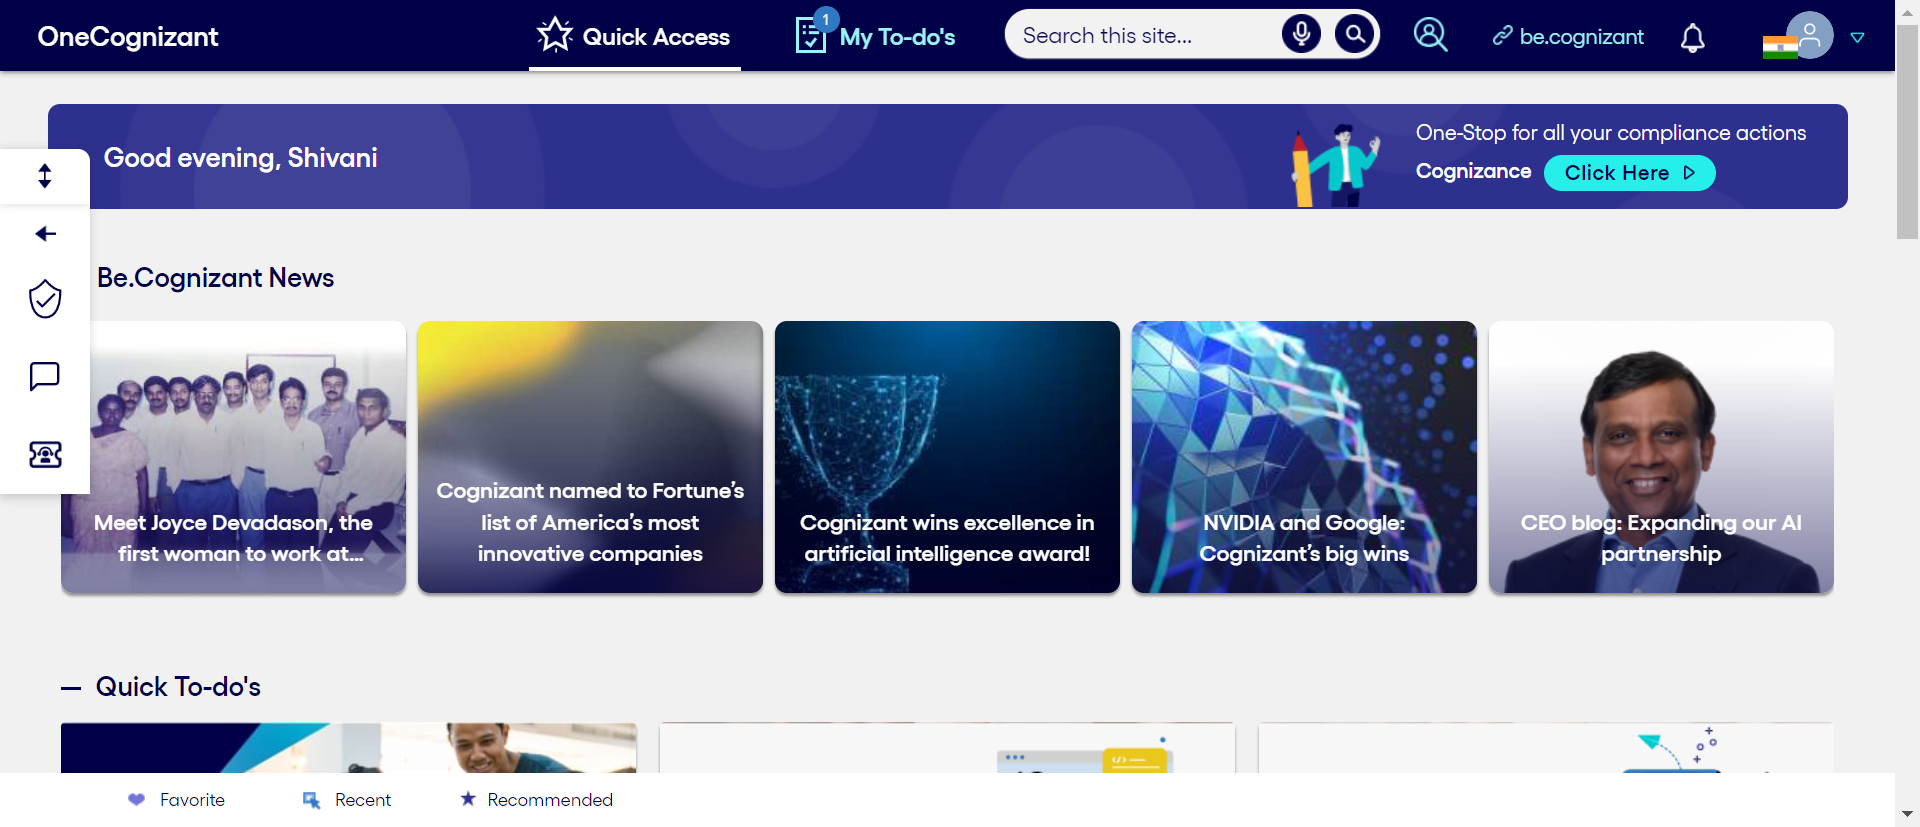 OneCognizant
Quick Access
1
My To-do's
Search this site...
be.cognizant
Good evening, Shivani
One-Stop for all your compliance actions
Cognizance
Click Here
Be.Cognizant News
Meet Joyce Devadason, the
first woman to work at...
Cognizant named to Fortune’s
list of America’s most
innovative companies
Cognizant wins excellence in
artificial intelligence award!
NVIDIA and Google:
Cognizant’s big wins
CEO blog: Expanding our AI
partnership
Quick To-do's
Favorite
Recent
Recommended